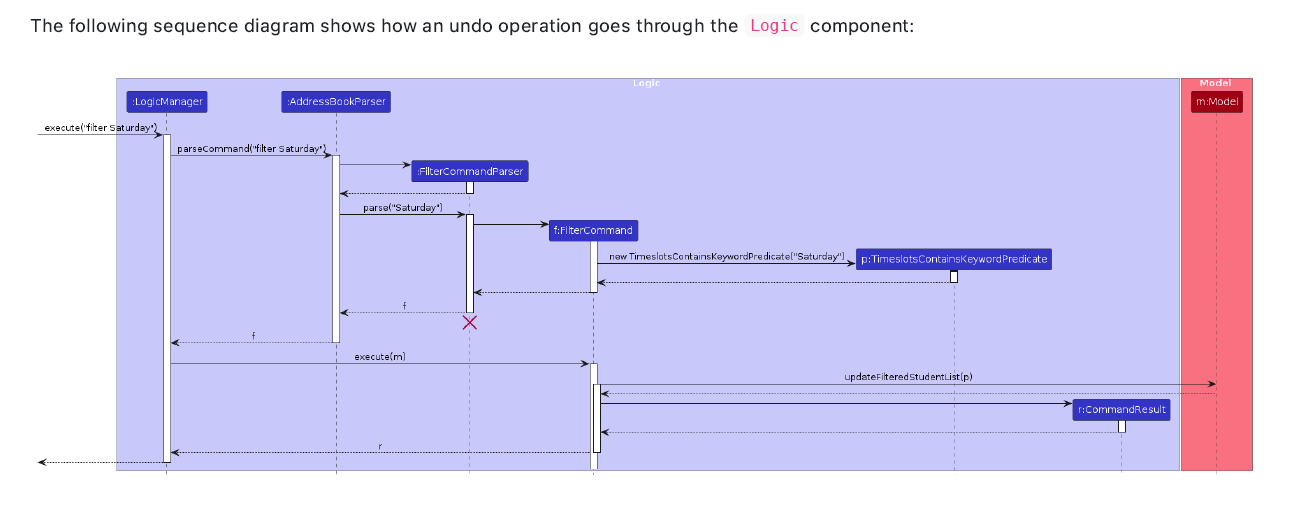 The following sequence diagram shows how an undo operation goes through the Logic component:
Logic
Model
:LogicManager
:AddressBookParser
m:Model
execute("filter Saturday")
parseCommand("filter Saturday")
:FilterCommandParser
parse("Saturday")
f:FilterCommand
new TimeslotsContainsKeywordPredicate("Saturday")
p:TimeslotsContainsKeywordPredicate
f
f
execute(m)
updateFilteredStudentList(p)
r:CommandResult
r